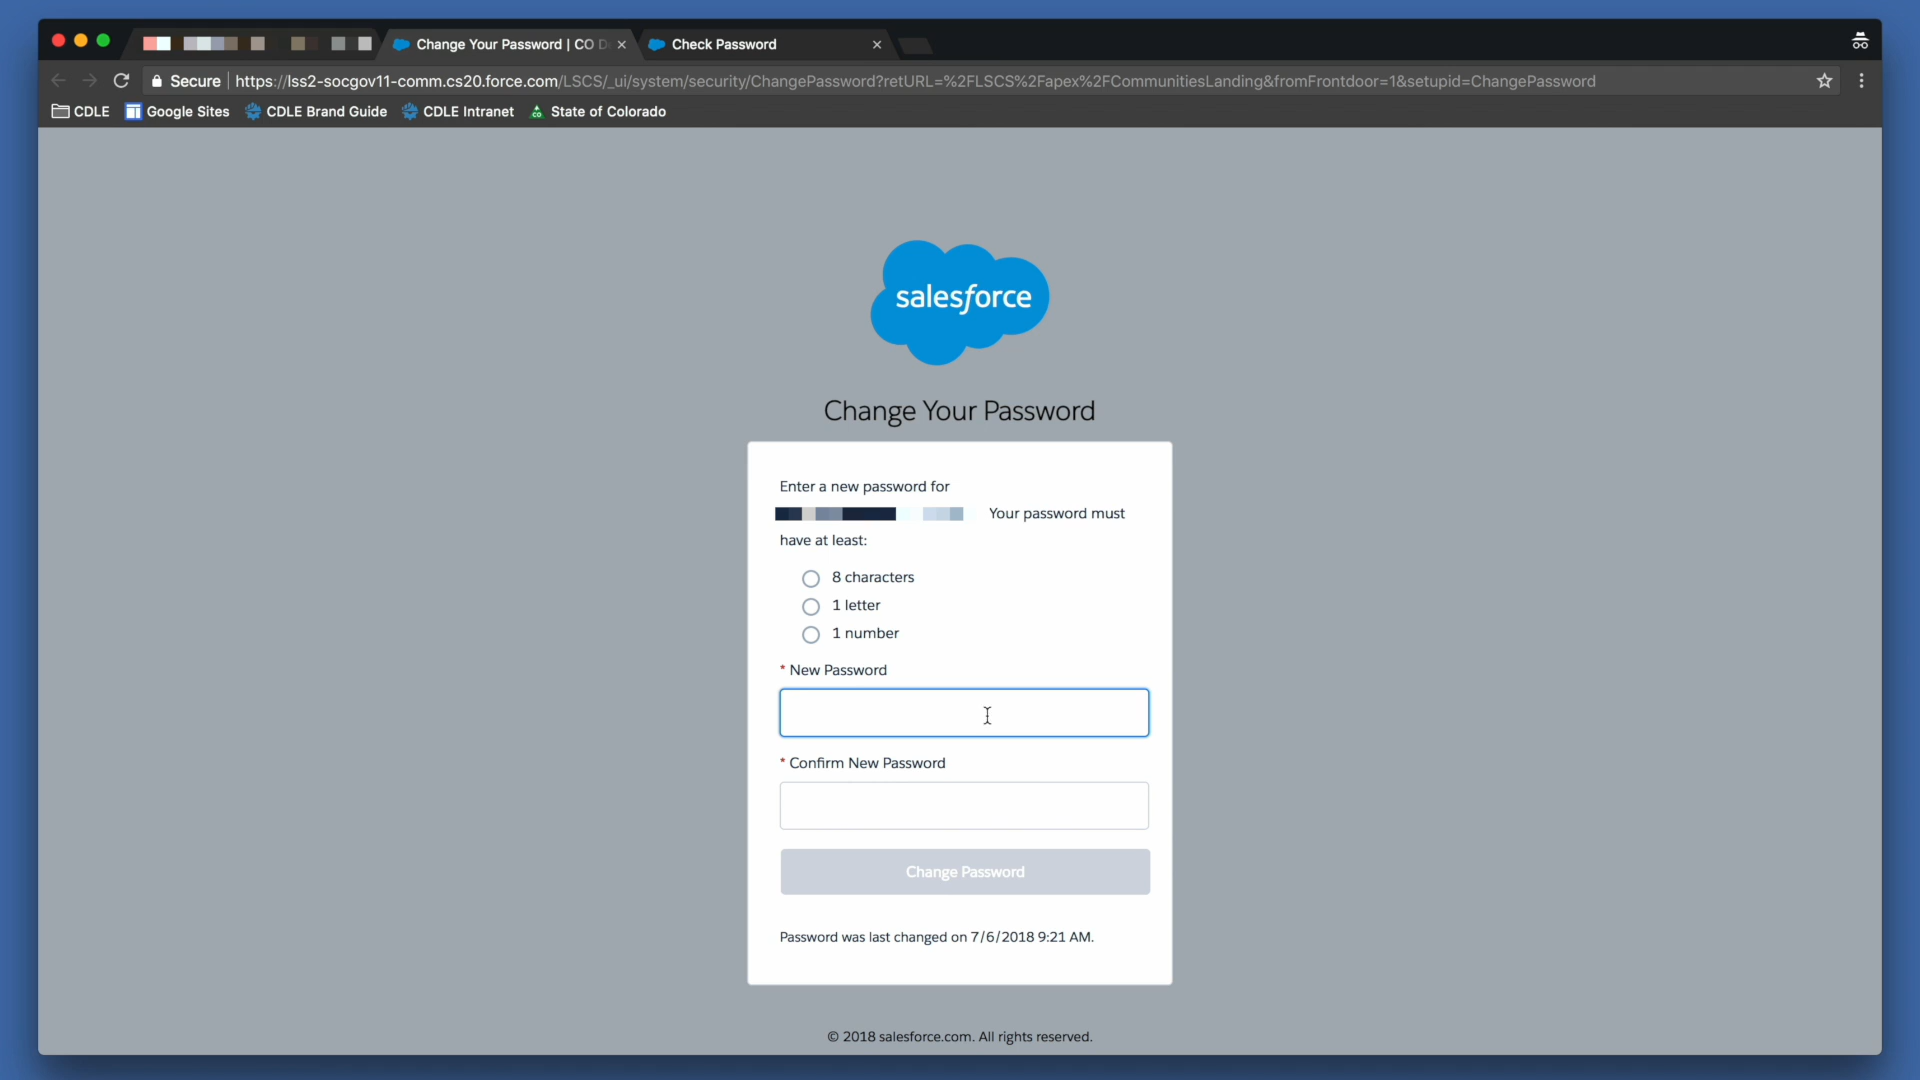 Change Your Password | CO D
Check Password
Secure
https://lss2-socgov11-comm.cs20.force.com/LSCS/_ui/system/security/ChangePassword?retURL=%2FLSCS%2Fapex%2FCommunitiesLanding&fromFrontdoor=1&setupid=ChangePassword
CDLE
Google Sites
CDLE Brand Guide
CDLE Intranet
State of Colorado
salesforce
Change Your Password
Enter a new password for
Your password must
have at least:
8 characters
1 letter
1 number
* New Password
* Confirm New Password
Change Password
Password was last changed on 7/6/2018 9:21 AM.
© 2018 salesforce.com. All rights reserved.